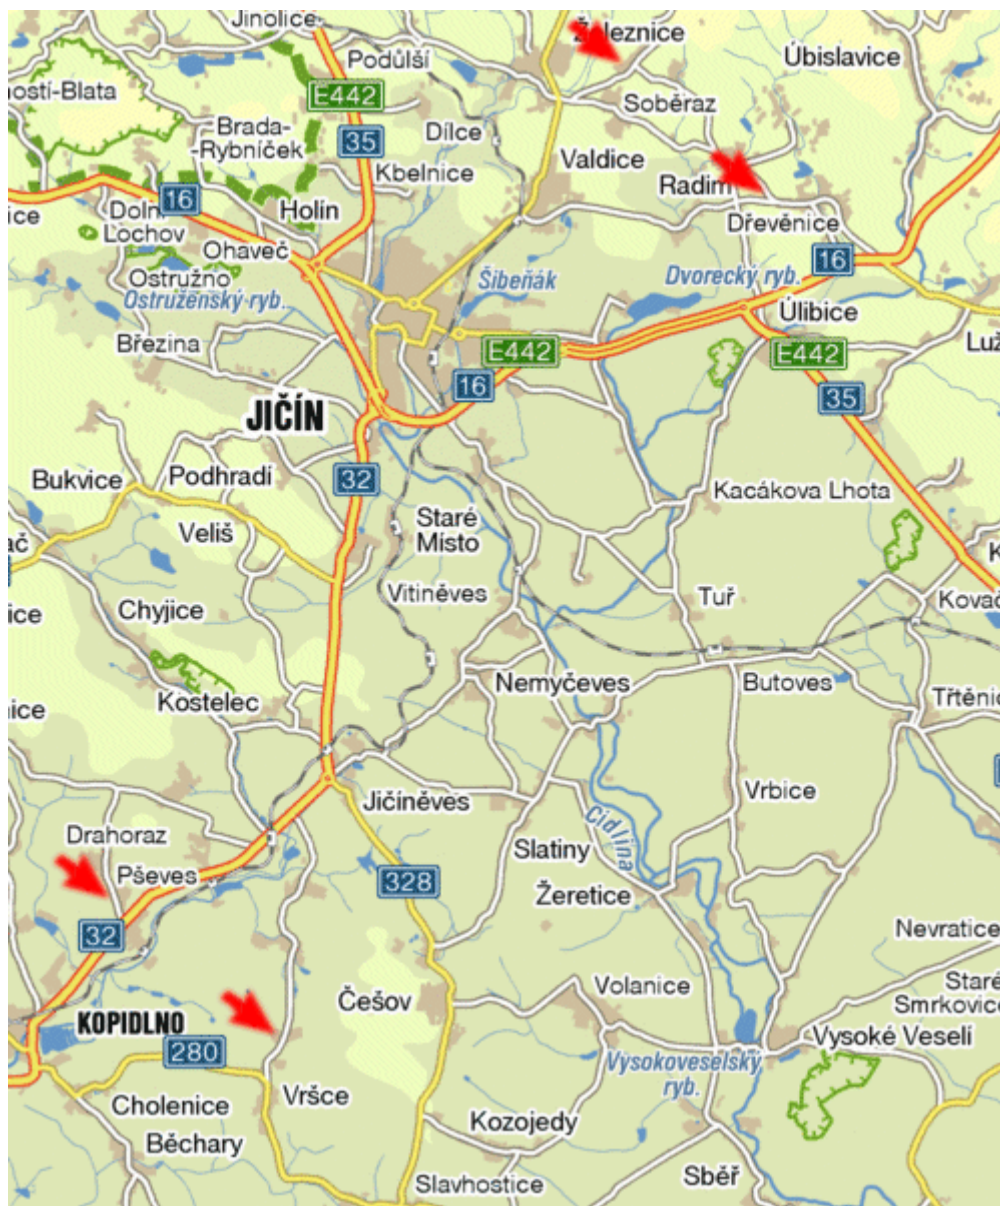 Jinolice
Železnice
Podůlší
Úbislavice
E442
ostí-Blata
Soběraz
Brada-
-Rybníček
35
Dílce
Valdice
Kbelnice
Radim
16
Holín
Dolní
Lochov
Dřevěnice
Ohaveč
16
Ostružno
Ostruženský ryb.
Šibeňák
Dvorecký ryb.
Úlibice
Březina
E442
E442
Luž
16
35
JIČÍN
32
Bukvice
Podhradí
Kacákova Lhota
Veliš
Staré
Místo
ač
K
Vitiněves
Tuř
Kovač
ice
Chyjice
Kostelec
Nemyčeves
Butoves
Třtěnic
nice
Jičíněves
Vrbice
Cidlina
Drahoraz
Slatiny
Pševes
328
Žeretice
32
Nevratice
Češov
Volanice
Staré
Smrkovice
KOPIDLNO
280
Vysokoveselský
ryb.
Vysoké Veselí
Cholenice
Vršce
Kozojedy
Běchary
Slavhostice
Sběř